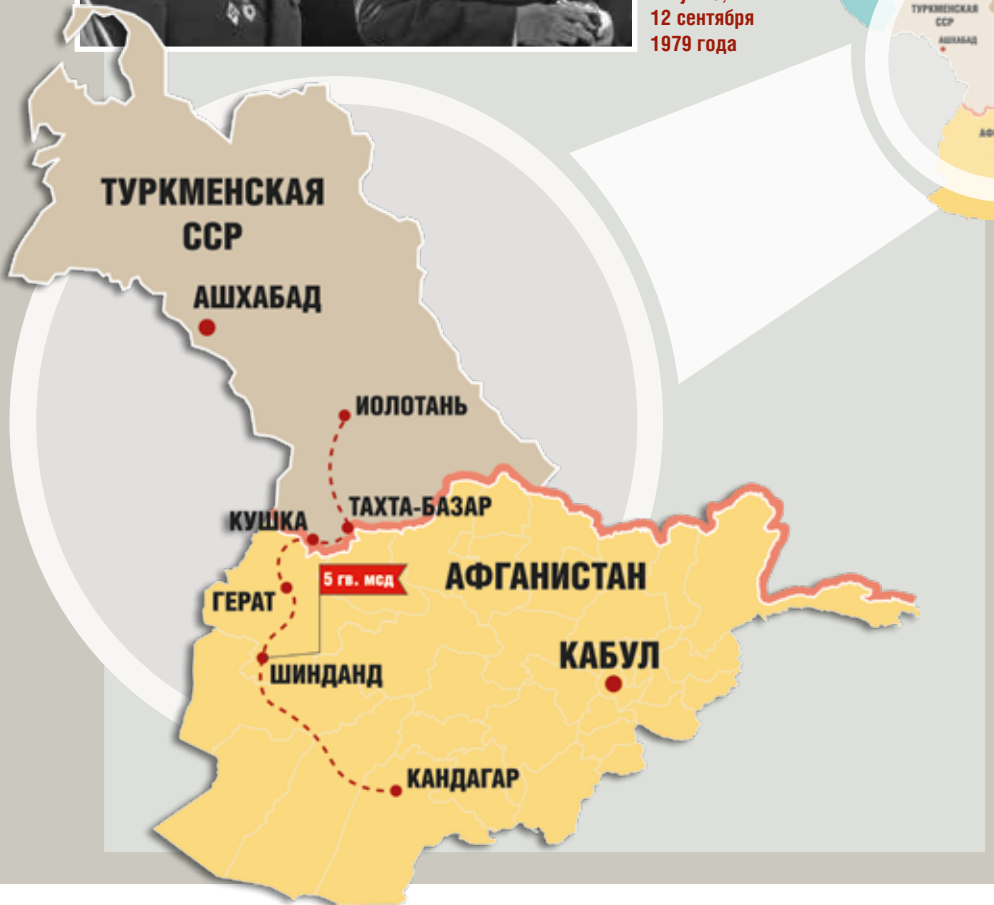 12 сентября
1979 года
ТУРКМЕНСКАЯ
ССР
АШХАБАД
ТУРКМЕНСКАЯ
ССР
АШХАБАД
ИОЛОТАНЬ
ТАХТА-БАЗАР
КУШКА
5 гв. мсд
АФГАНИСТАН
ГЕРАТ
КАБУЛ
ШИНДАНД
КАНДАГАР